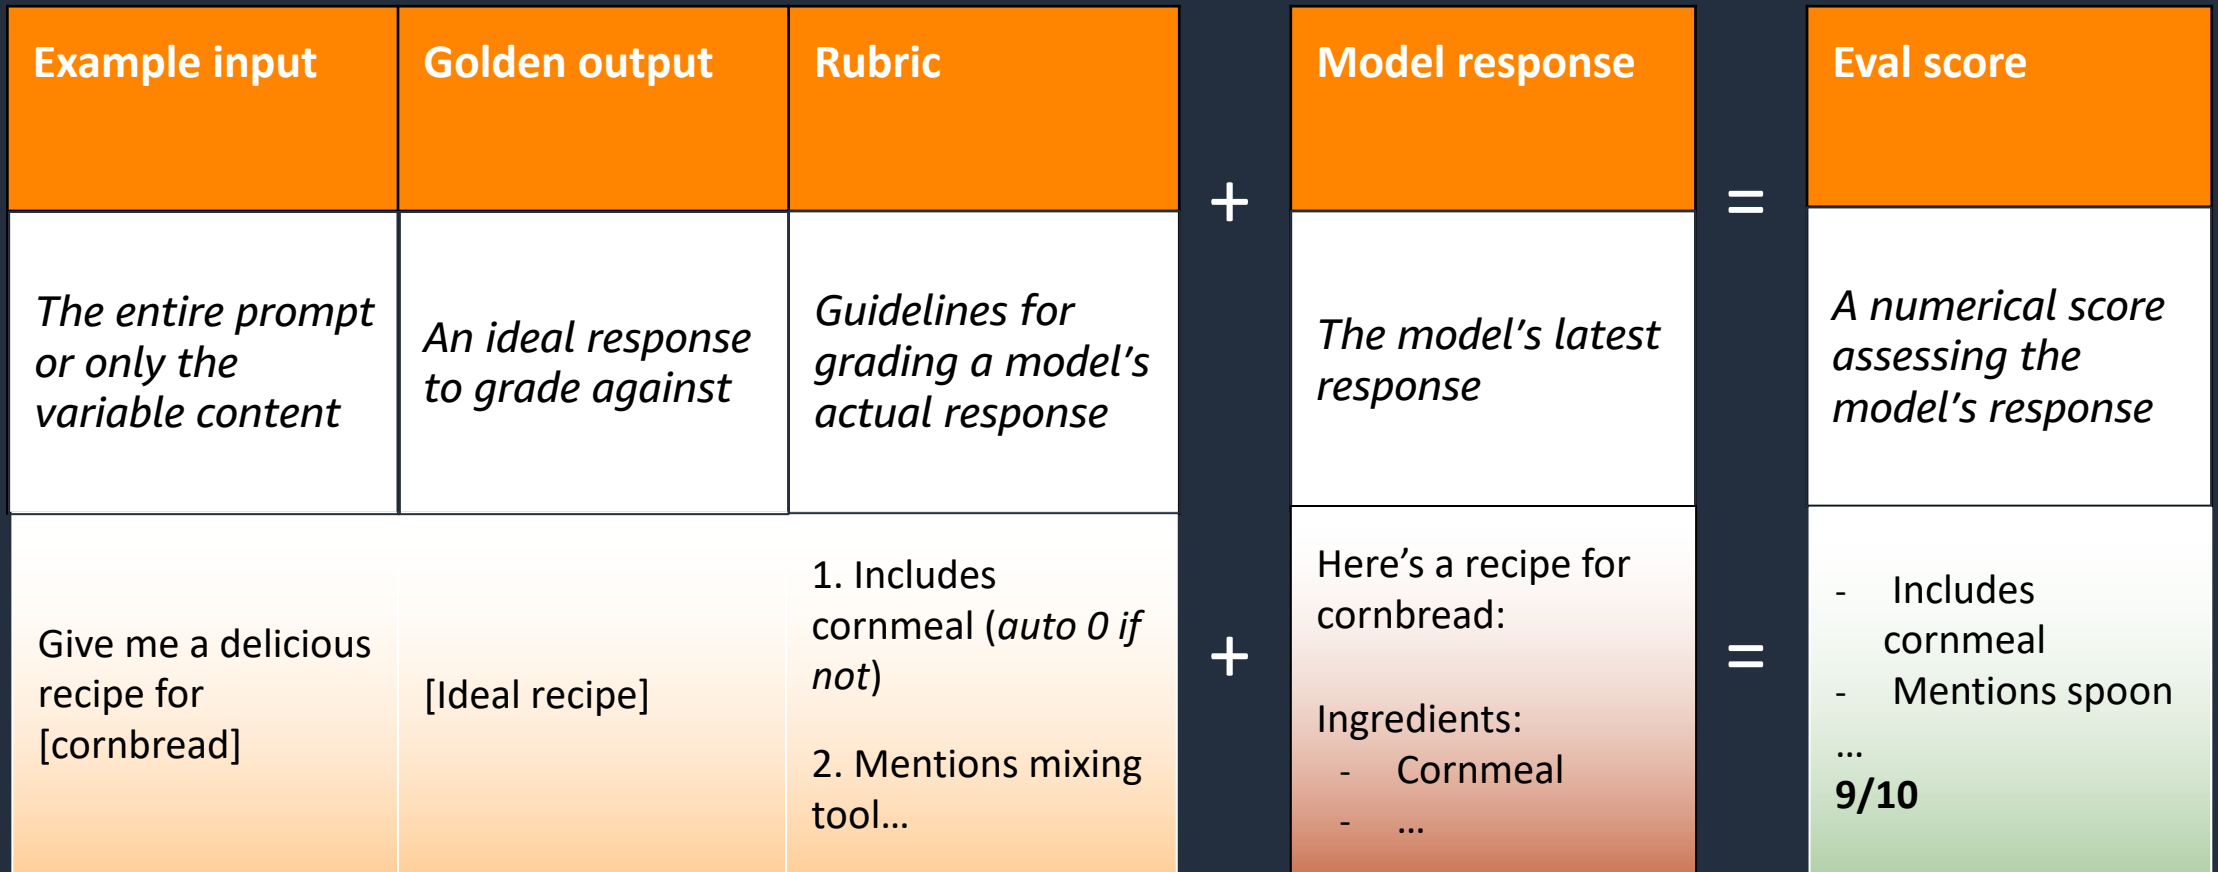 Example input
Golden output
Rubric
+
Model response
=
Eval score
The entire prompt
or only the
variable content
An ideal response
to grade against
Guidelines for
grading a model's
actual response
The model's latest
response
A numerical score
assessing the
model's response
Give me a delicious
recipe for
[cornbread]
[Ideal recipe]
1. Includes
cornmeal (auto 0 if
not)
2. Mentions mixing
tool…
+
Here's a recipe for
cornbread:
Ingredients:
- Cornmeal
- …
=
- Includes
cornmeal
- Mentions spoon
…
9/10